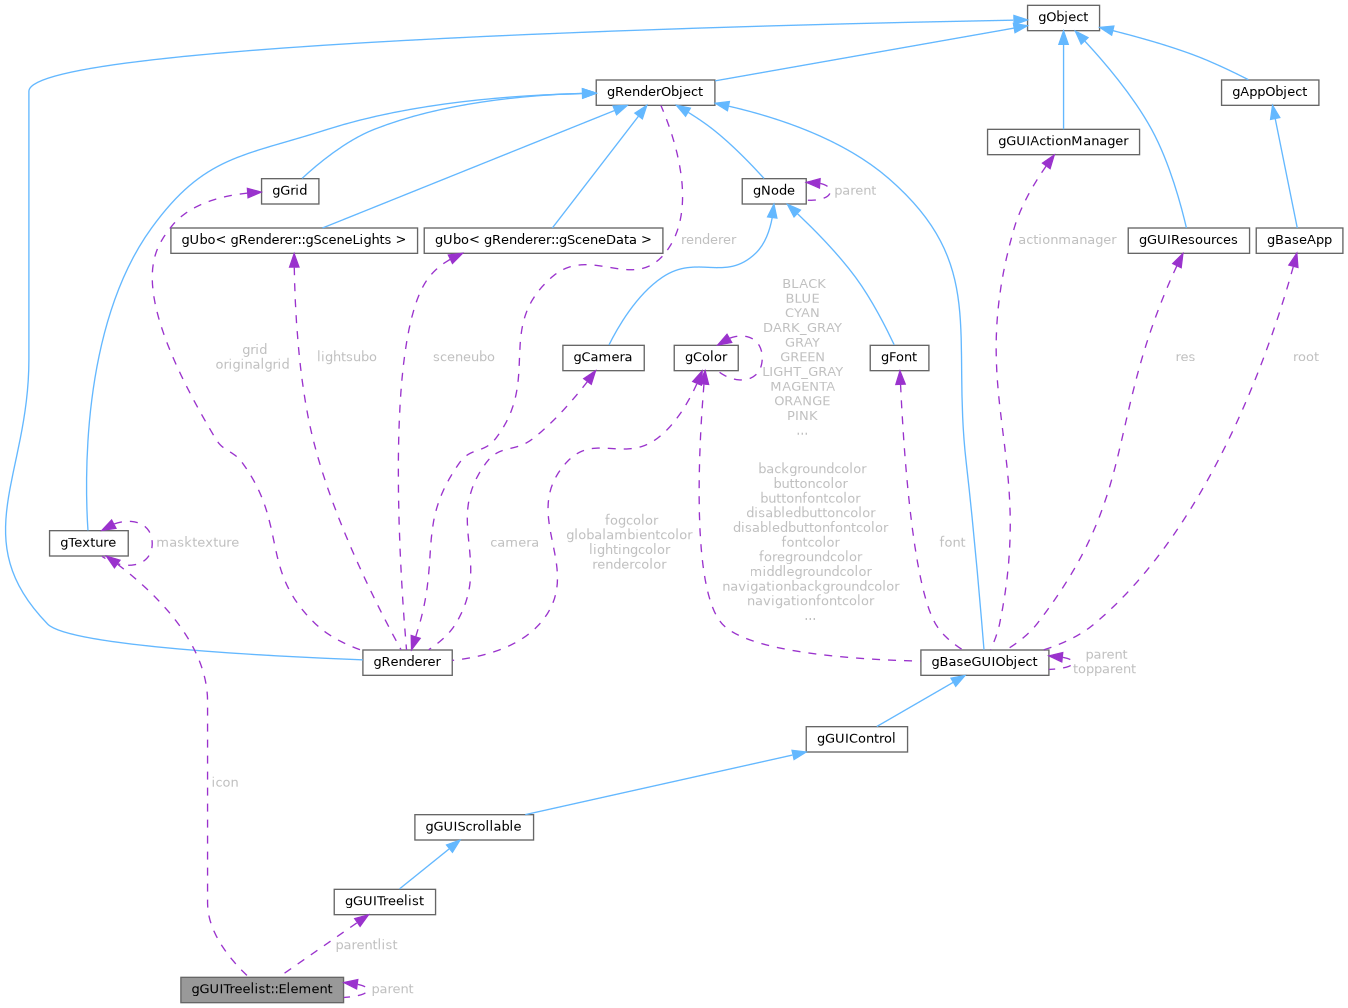 gObject
gRenderObject
gAppObject
gGUIActionManager
gGrid
gNode
parent
gUbo< gRenderer::gSceneLights >
gUbo< gRenderer::gSceneData >
renderer
actionmanager
gGUIResources
gBaseApp
BLACK
BLUE
CYAN
DARK_GRAY
GRAY
GREEN
LIGHT_GRAY
MAGENTA
ORANGE
PINK
...
grid
originalgrid
lightsubo
sceneubo
gCamera
gColor
gFont
res
root
backgroundcolor
buttoncolor
buttonfontcolor
disabledbuttoncolor
disabledbuttonfontcolor
fontcolor
foregroundcolor
middlegroundcolor
navigationbackgroundcolor
navigationfontcolor
...
gTexture
masktexture
camera
fogcolor
globalambientcolor
lightingcolor
rendercolor
font
gRenderer
gBaseGUIObject
parent
topparent
gGUIControl
icon
gGUIScrollable
gGUITreelist
parentlist
gGUITreelist::Element
parent